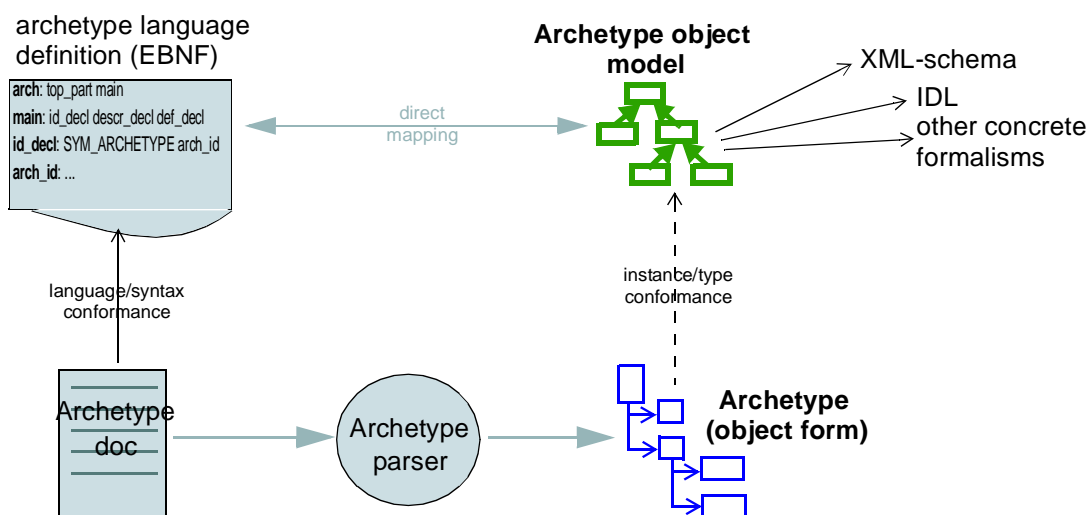 archetype language
definition (EBNF)
arch: top_part main
main: id_decl descr_decl def_decl
id_decl: SYM_ARCHETYPE arch_id
arch_id: ...
direct
mapping
Archetype object
model
XML-schema
IDL
other concrete
formalisms
language/syntax
conformance
instance/type
conformance
Archetype
doc
Archetype
parser
Archetype
(object form)